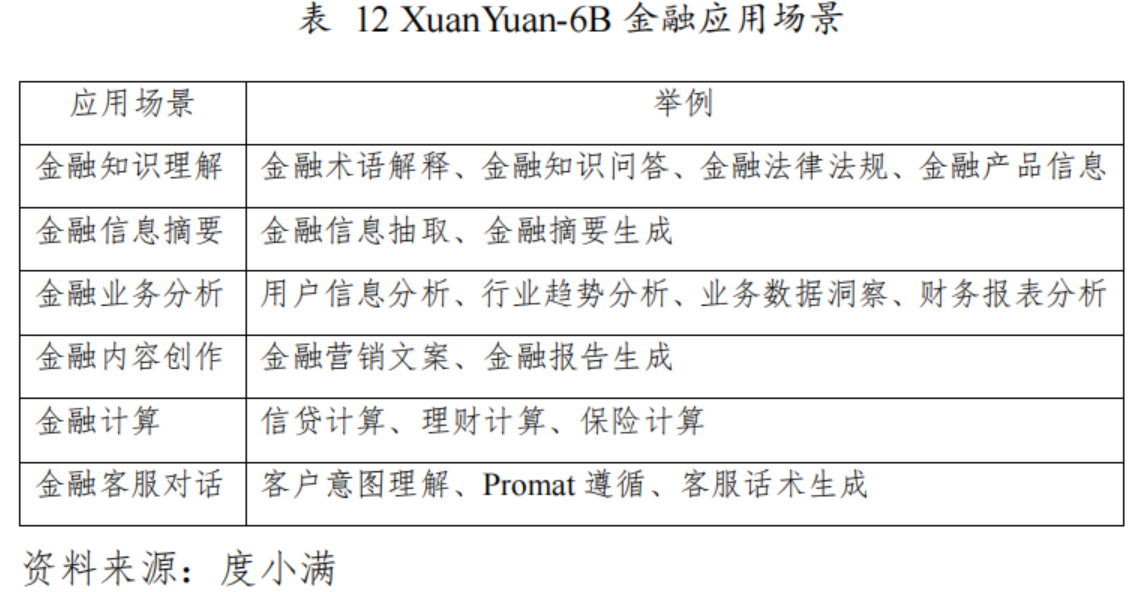 表 12 XuanYuan-6B 金融应用场景
应用场景 举例
金融知识理解 金融术语解释、金融知识问答、金融法律法规、金融产品信息
金融信息摘要 金融信息抽取、金融摘要生成
金融业务分析 用户信息分析、行业趋势分析、业务数据洞察、财务报表分析
金融内容创作 金融营销文案、金融报告生成
金融计算 信贷计算、理财计算、保险计算
金融客服对话 客户意图理解、Promat 遵循、客服话术生成
资料来源：度小满